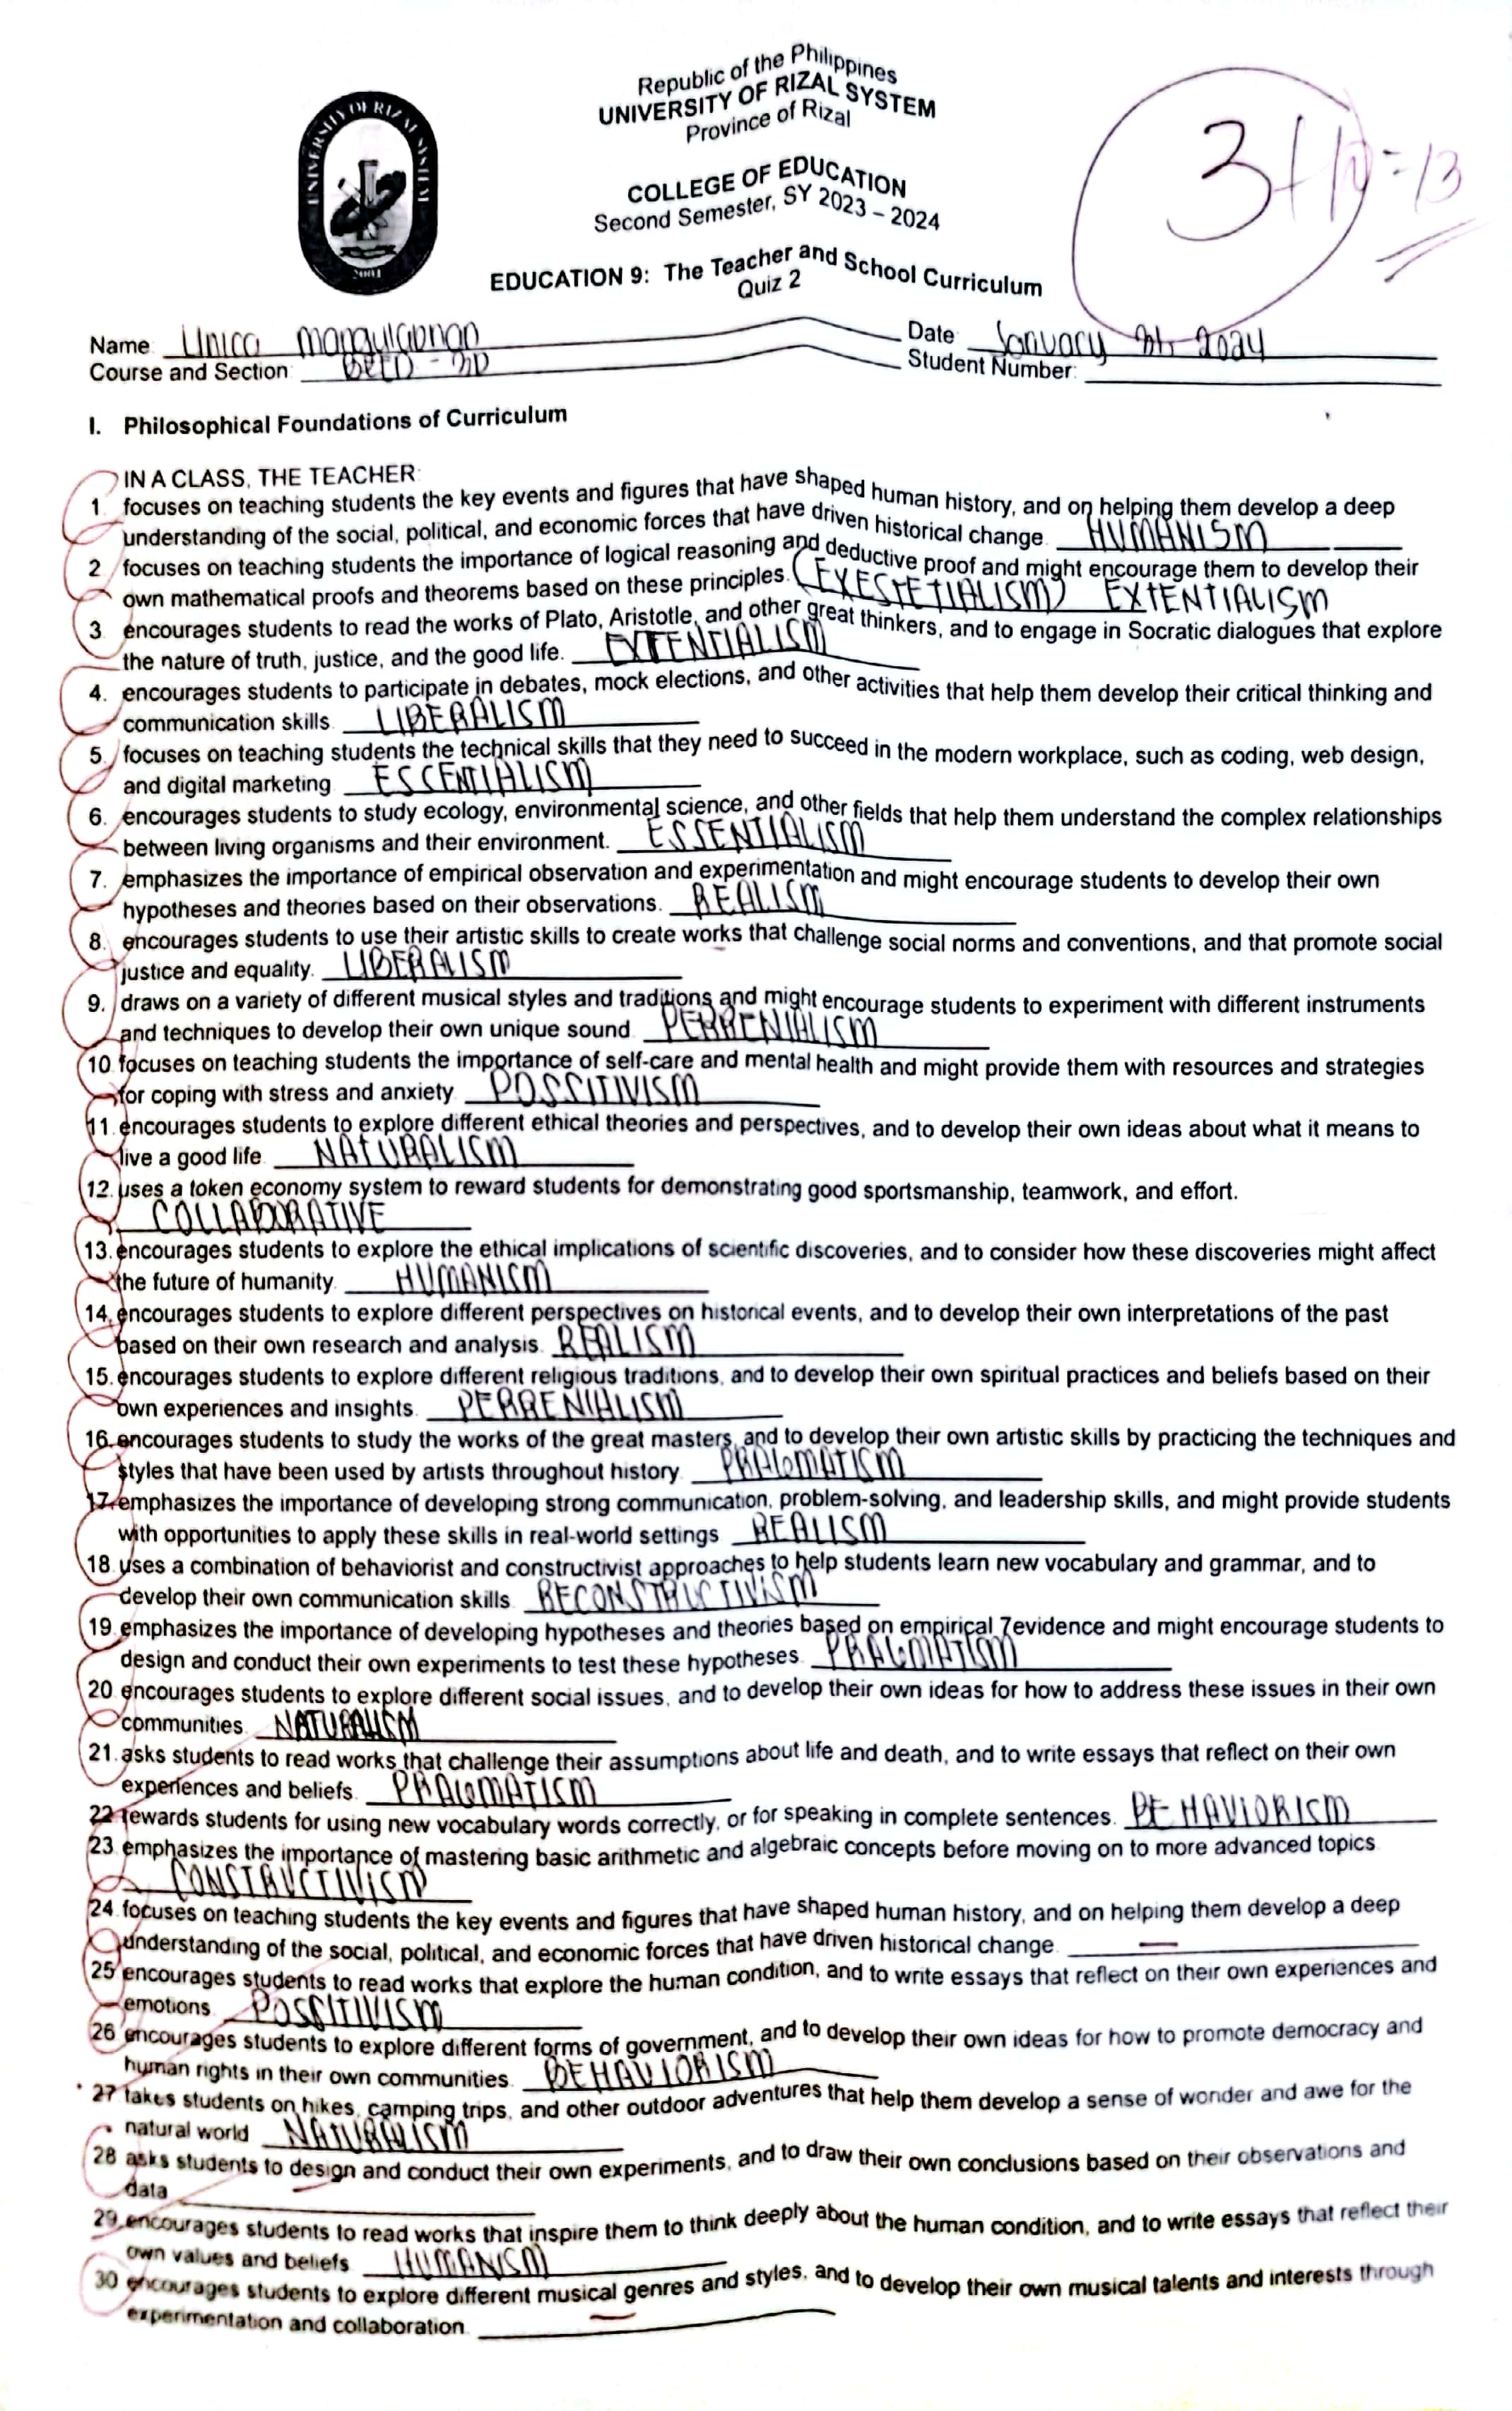 Republic of the Philippines
UNIVERSITY OF RIZAL SYSTEM
Province of Rizal
UNIVERSITY OF RIZAL SYSTEM
2001
COLLEGE OF EDUCATION
Second Semester, SY 2023 – 2024
EDUCATION 9: The Teacher and School Curriculum
Quiz 2
3+10=13
Name Unica Date January 2024
Course and Section: Student Number:
I. Philosophical Foundations of Curriculum
IN A CLASS, THE TEACHER:
1. focuses on teaching students the key events and figures that have shaped human history, and on helping them develop a deep
understanding of the social, political, and economic forces that have driven historical change. HUMANISM
2 focuses on teaching students the importance of logical reasoning and deductive proof and might encourage them to develop their
own mathematical proofs and theorems based on these principles. (EXESTETIALISM) EXTENTIALISM
3. encourages students to read the works of Plato, Aristotle, and other great thinkers, and to engage in Socratic dialogues that explore
the nature of truth, justice, and the good life. EXTENTIALISM
4. encourages students to participate in debates, mock elections, and other activities that help them develop their critical thinking and
communication skills. LIBERALISM
5. focuses on teaching students the technical skills that they need to succeed in the modern workplace, such as coding, web design,
and digital marketing ESCENTIALISM
6. encourages students to study ecology, environmental science, and other fields that help them understand the complex relationships
between living organisms and their environment. ESSENTIALISM
7. emphasizes the importance of empirical observation and experimentation and might encourage students to develop their own
hypotheses and theories based on their observations. REALISM
8. encourages students to use their artistic skills to create works that challenge social norms and conventions, and that promote social
justice and equality. LIBERALISM
9. draws on a variety of different musical styles and traditions and might encourage students to experiment with different instruments
and techniques to develop their own unique sound PERRENIALISM
10 focuses on teaching students the importance of self-care and mental health and might provide them with resources and strategies
for coping with stress and anxiety POSSITIVISM
11. encourages students to explore different ethical theories and perspectives, and to develop their own ideas about what it means to
live a good life NATURALISM
12. uses a token economy system to reward students for demonstrating good sportsmanship, teamwork, and effort.
COLLABORATIVE
13. encourages students to explore the ethical implications of scientific discoveries, and to consider how these discoveries might affect
the future of humanity. HUMANISM
14. encourages students to explore different perspectives on historical events, and to develop their own interpretations of the past
based on their own research and analysis. REALISM
15. encourages students to explore different religious traditions, and to develop their own spiritual practices and beliefs based on their
own experiences and insights. PERRENIALISM
16. encourages students to study the works of the great masters, and to develop their own artistic skills by practicing the techniques and
styles that have been used by artists throughout history. PRAGMATISM
17. emphasizes the importance of developing strong communication, problem-solving, and leadership skills, and might provide students
with opportunities to apply these skills in real-world settings REALISM
18. uses a combination of behaviorist and constructivist approaches to help students learn new vocabulary and grammar, and to
develop their own communication skills RECONSTRUCTIVISM
19. emphasizes the importance of developing hypotheses and theories based on empirical 7evidence and might encourage students to
design and conduct their own experiments to test these hypotheses. PRAGMATISM
20 encourages students to explore different social issues, and to develop their own ideas for how to address these issues in their own
communities. NATURALISM
21. asks students to read works that challenge their assumptions about life and death, and to write essays that reflect on their own
experiences and beliefs. PRAGMATISM
22 rewards students for using new vocabulary words correctly, or for speaking in complete sentences. BEHAVIORISM
23 emphasizes the importance of mastering basic arithmetic and algebraic concepts before moving on to more advanced topics.
CONSTRUCTIVISM
24 focuses on teaching students the key events and figures that have shaped human history, and on helping them develop a deep
understanding of the social, political, and economic forces that have driven historical change.
25 encourages students to read works that explore the human condition, and to write essays that reflect on their own experiences and
emotions POSSITIVISM
26 encourages students to explore different forms of government, and to develop their own ideas for how to promote democracy and
human rights in their own communities. BEHAVIORISM
27 takes students on hikes, camping trips, and other outdoor adventures that help them develop a sense of wonder and awe for the
natural world NATURALISM
28 asks students to design and conduct their own experiments, and to draw their own conclusions based on their observations and
data
29. encourages students to read works that inspire them to think deeply about the human condition, and to write essays that reflect their
own values and beliefs HUMANISM
30 encourages students to explore different musical genres and styles, and to develop their own musical talents and interests through
experimentation and collaboration